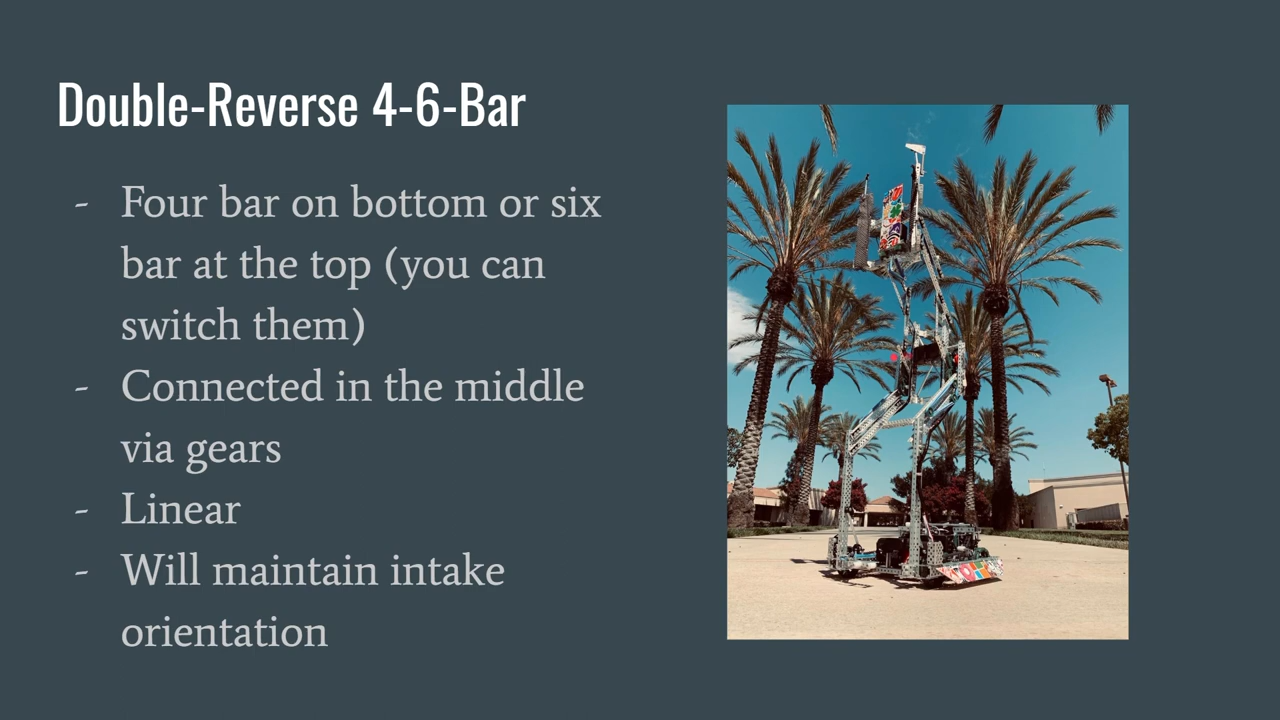 Double-Reverse 4-6-Bar
- Four bar on bottom or six
bar at the top (you can
switch them)
- Connected in the middle
via gears
- Linear
- Will maintain intake
orientation